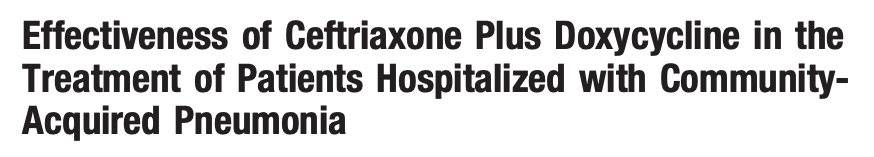 Effectiveness of Ceftriaxone Plus Doxycycline in the
Treatment of Patients Hospitalized with Community-
Acquired Pneumonia